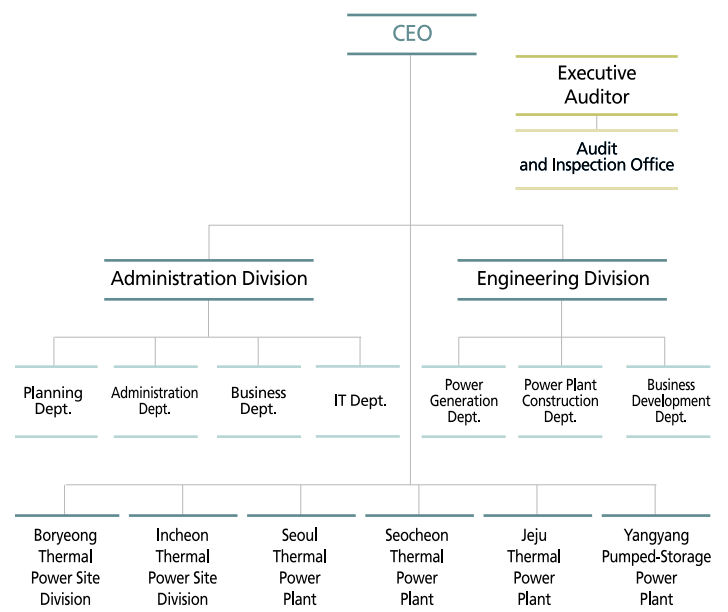 CEO
Executive
Auditor
Audit
and Inspection Office
Administration Division
Engineering Division
Planning
Dept.
Administration
Dept.
Business
Dept.
IT Dept.
Power
Generation
Dept.
Power Plant
Construction
Dept.
Business
Development
Dept.
Boryeong
Thermal
Power Site
Division
Incheon
Thermal
Power Site
Division
Seoul
Thermal
Power
Plant
Seocheon
Thermal
Power
Plant
Jeju
Thermal
Power
Plant
Yangyang
Pumped-Storage
Power
Plant